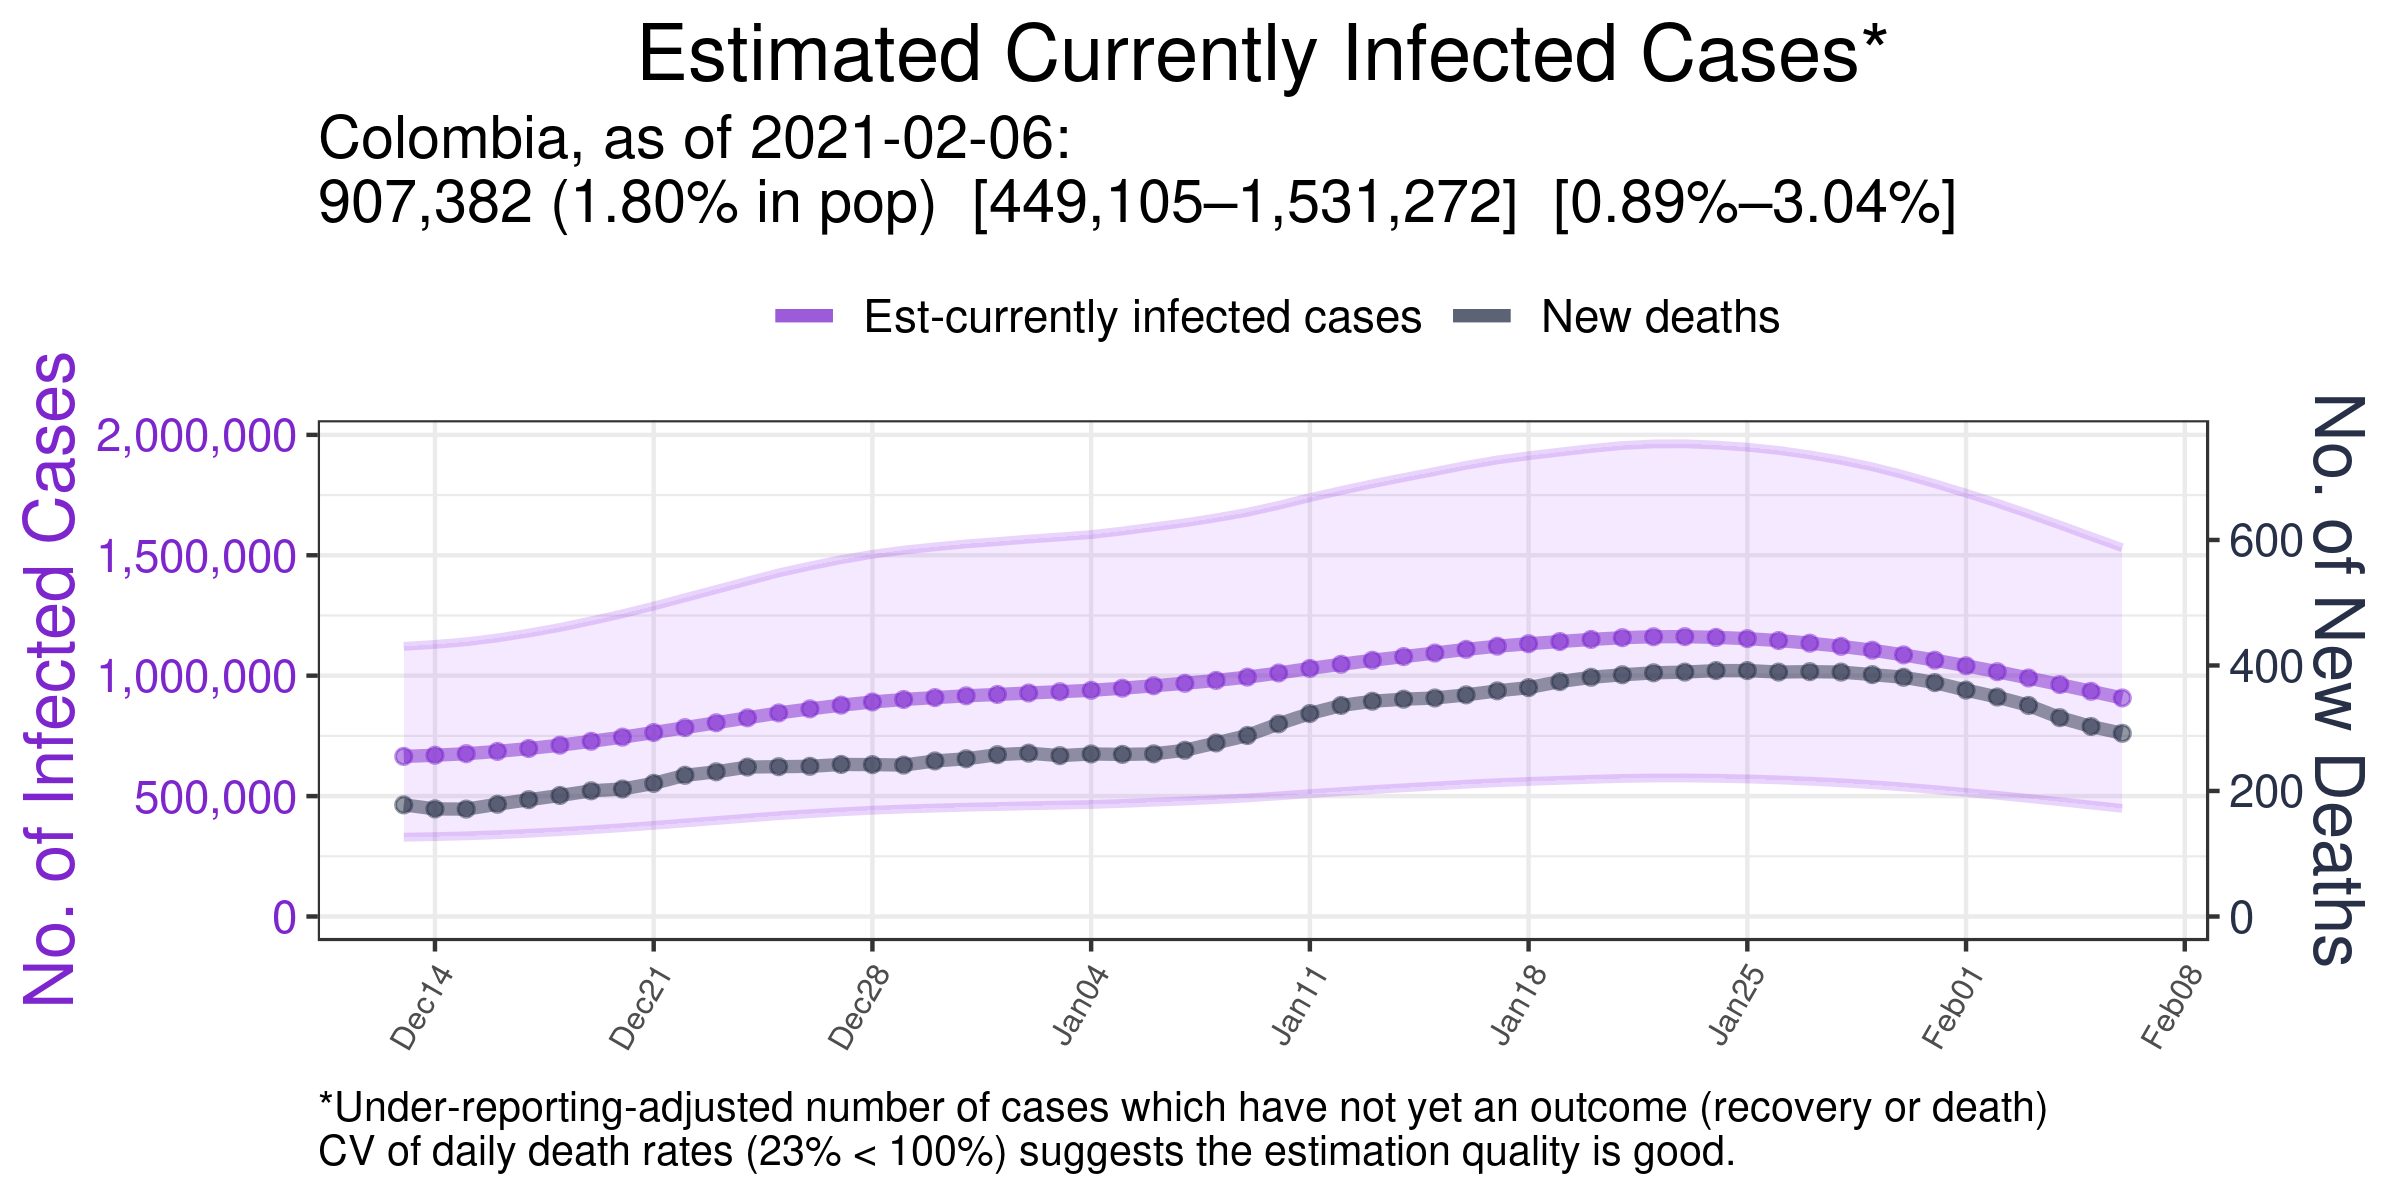 Estimated Currently Infected Cases*
Colombia, as of 2021-02-06:
907,382 (1.80% in pop)  [449,105–1,531,272]  [0.89%–3.04%]
Est-currently infected cases
New deaths
No. of Infected Cases
2,000,000
1,500,000
1,000,000
500,000
0
600
400
200
0
No. of New Deaths
Dec14
Dec21
Dec28
Jan04
Jan11
Jan18
Jan25
Feb01
Feb08
*Under-reporting-adjusted number of cases which have not yet an outcome (recovery or death)
CV of daily death rates (23% < 100%) suggests the estimation quality is good.